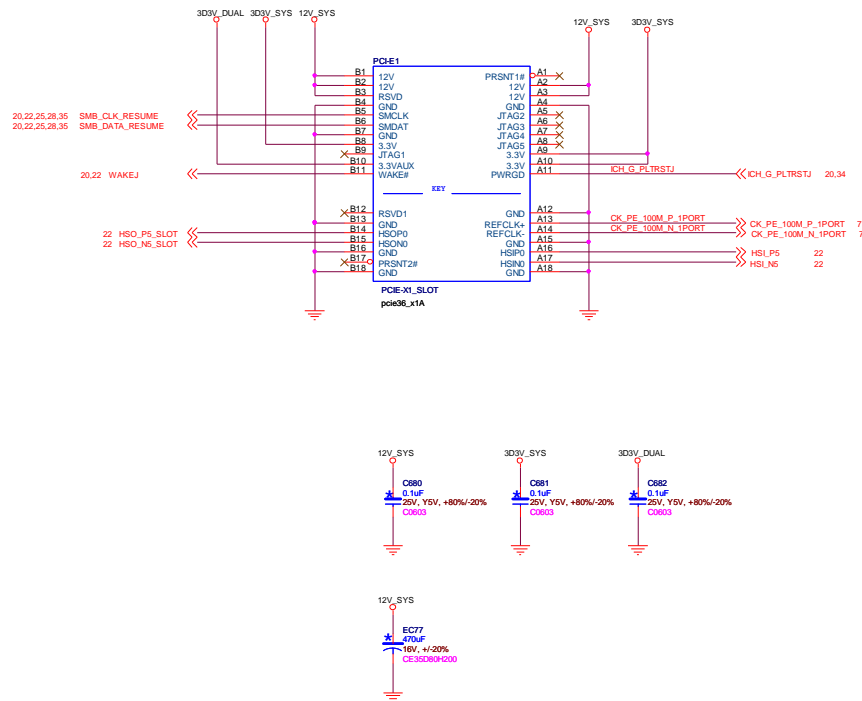 3D3V_DUAL 3D3V_SYS 12V_SYS
12V_SYS 3D3V_SYS
PCI-E1
B1 12V PRSNT1# A1
B2 12V 12V A2
B3 RSVD 12V A3
B4 GND GND A4
20,22,25,28,35 SMB_CLK_RESUME B5 SMCLK JTAG2 A5
20,22,25,28,35 SMB_DATA_RESUME B6 SMDAT JTAG3 A6
B7 GND JTAG4 A7
B8 3.3V JTAG5 A8
B9 JTAG1 3.3V A9
B10 3.3VAUX 3.3V A10
20,22 WAKEJ B11 WAKE# PWRGD A11 ICH_G_PLTRSTJ ICH_G_PLTRSTJ 20,34
KEY
B12 RSVD1 GND A12
B13 GND REFCLK+ A13 CK_PE_100M_P_1PORT CK_PE_100M_P_1PORT 7
22 HSO_P5_SLOT B14 HSOP0 REFCLK- A14 CK_PE_100M_N_1PORT CK_PE_100M_N_1PORT 7
22 HSO_N5_SLOT B15 HSON0 GND A15
B16 GND HSIP0 A16 HSI_P5 22
B17 PRSNT2# HSIN0 A17 HSI_N5 22
B18 GND GND A18
PCIE-X1_SLOT
pcie36_x1A
12V_SYS
C680
0.1uF
25V, Y5V, +80%/-20%
C0603
3D3V_SYS
C681
0.1uF
25V, Y5V, +80%/-20%
C0603
3D3V_DUAL
C682
0.1uF
25V, Y5V, +80%/-20%
C0603
12V_SYS
EC77
470uF
16V, +/-20%
CE35D80H200